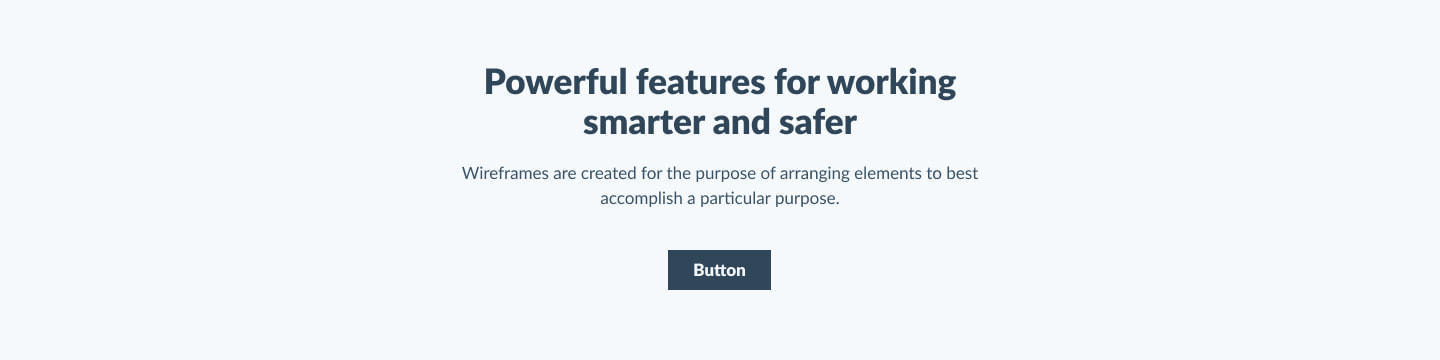 Powerful features for working
smarter and safer
Wireframes are created for the purpose of arranging elements to best
accomplish a particular purpose.
Button